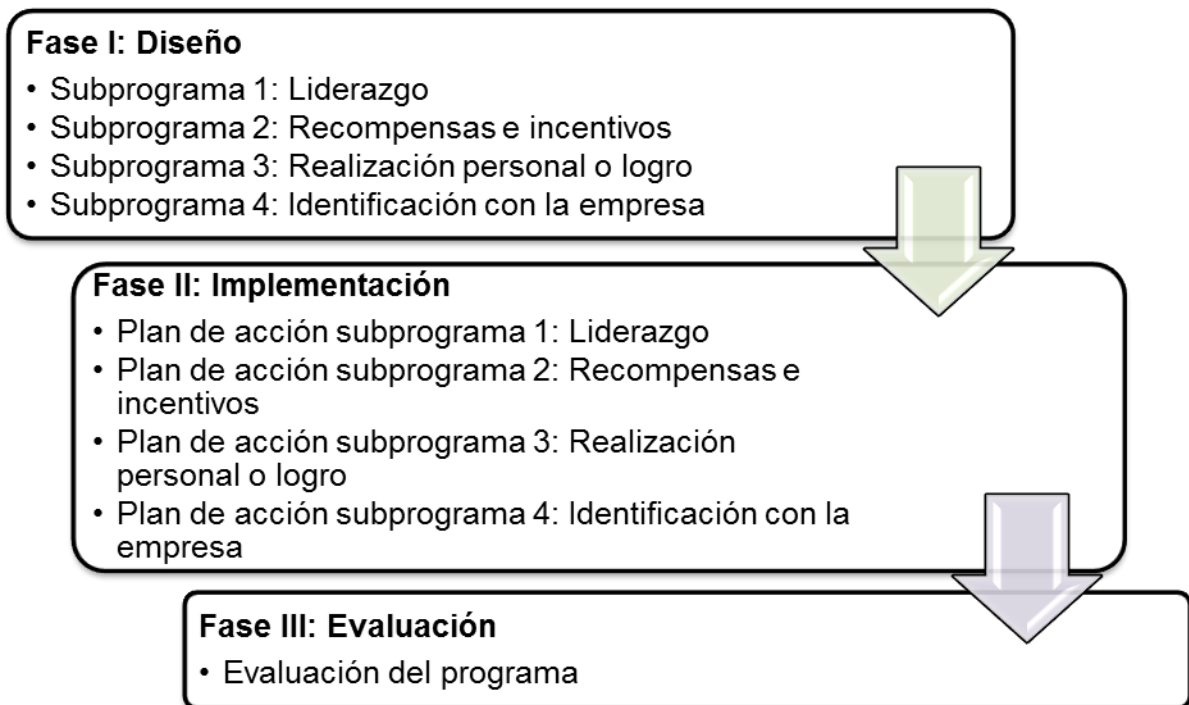 Fase I: Diseño
• Subprograma 1: Liderazgo
• Subprograma 2: Recompensas e incentivos
• Subprograma 3: Realización personal o logro
• Subprograma 4: Identificación con la empresa
Fase II: Implementación
• Plan de acción subprograma 1: Liderazgo
• Plan de acción subprograma 2: Recompensas e
incentivos
• Plan de acción subprograma 3: Realización
personal o logro
• Plan de acción subprograma 4: Identificación con la
empresa
Fase III: Evaluación
• Evaluación del programa